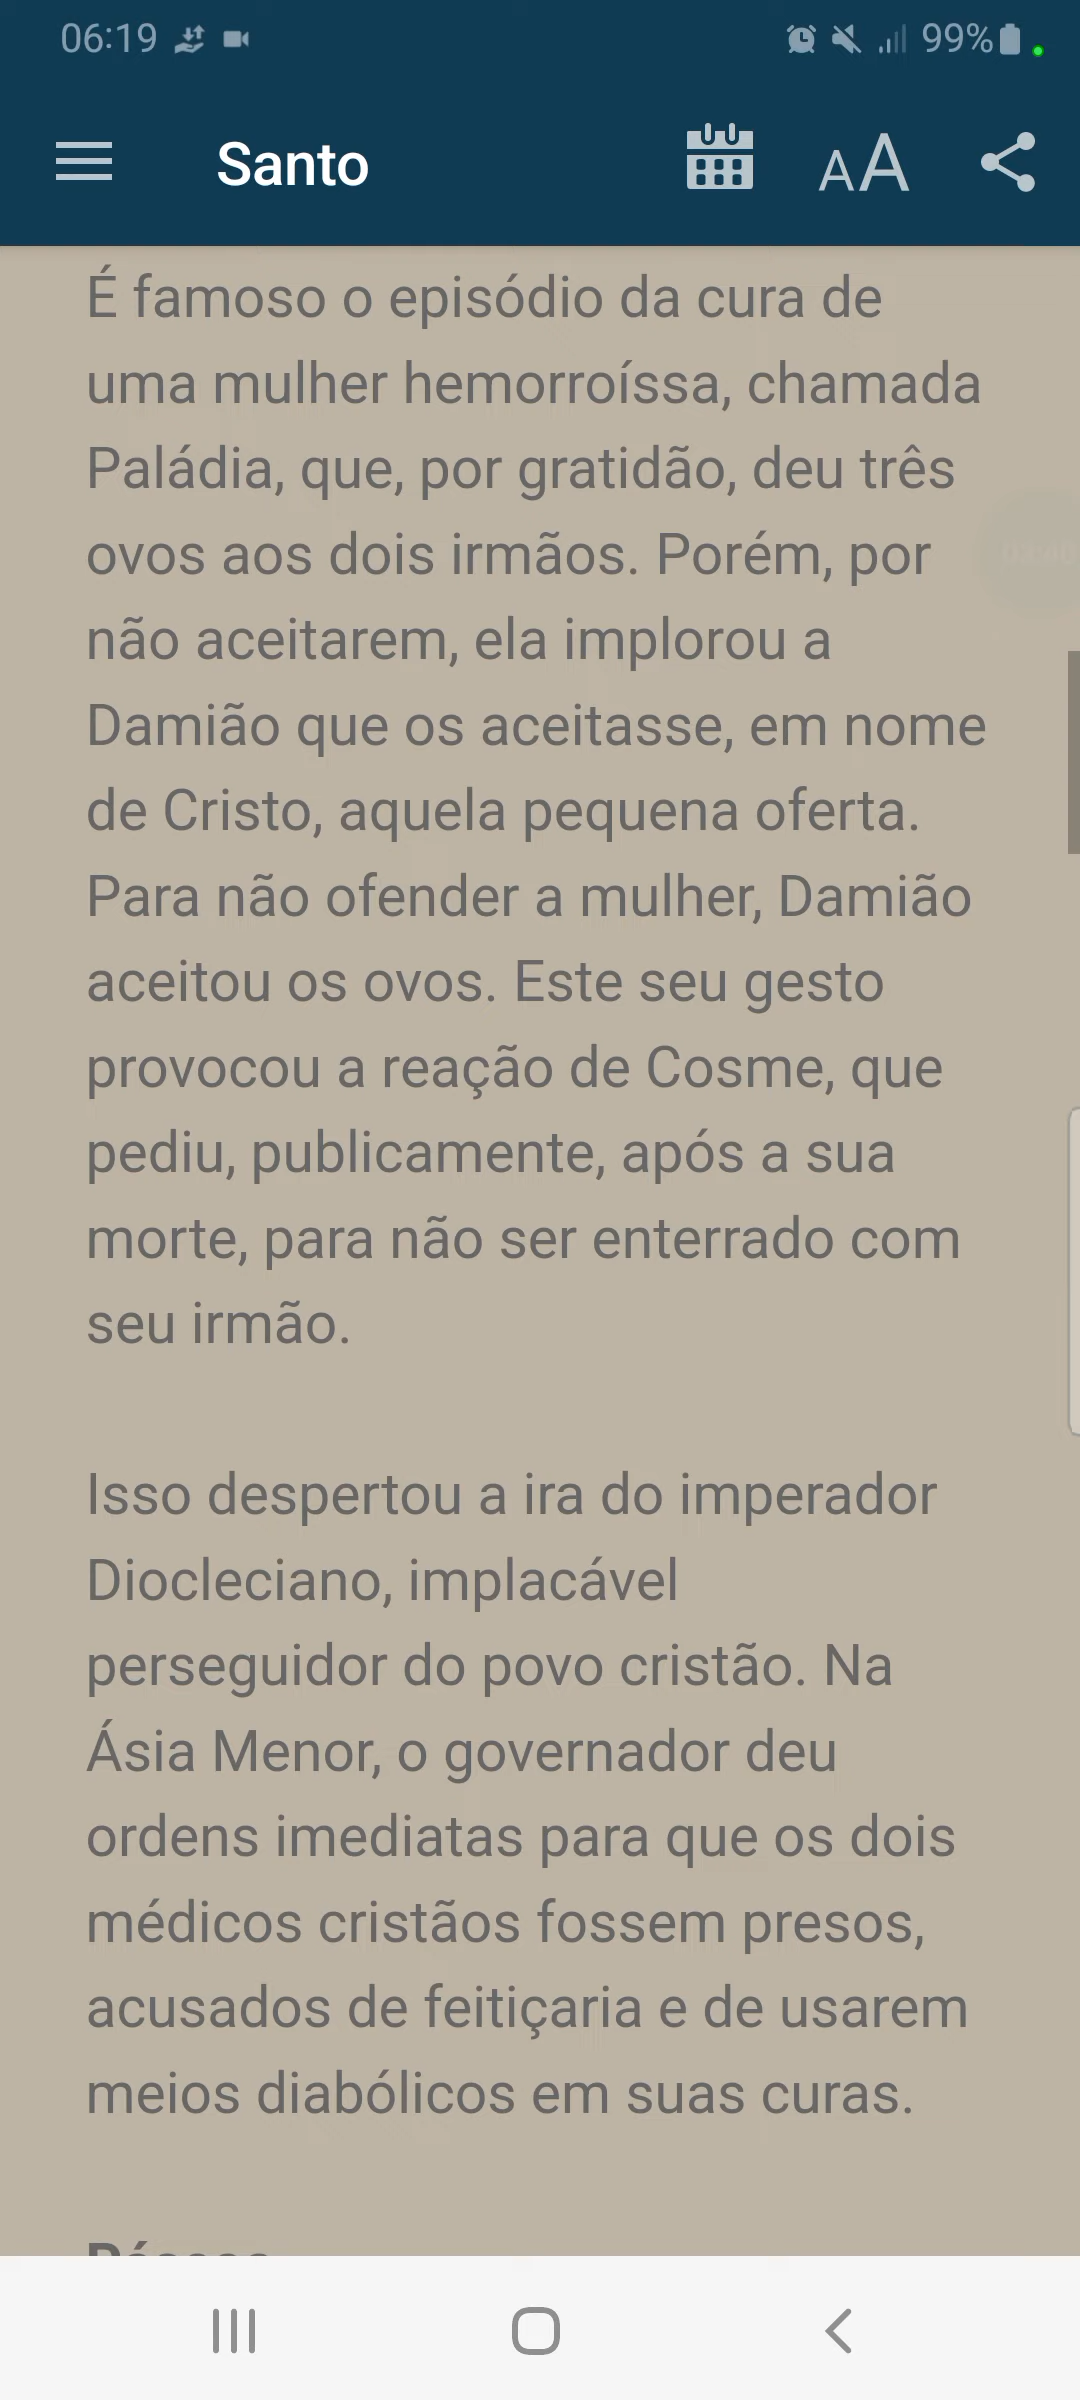 06:19
99%
Santo
AA
É famoso o episódio da cura de
uma mulher hemorroíssa, chamada
Paládia, que, por gratidão, deu três
ovos aos dois irmãos. Porém, por
não aceitarem, ela implorou a
Damião que os aceitasse, em nome
de Cristo, aquela pequena oferta.
Para não ofender a mulher, Damião
aceitou os ovos. Este seu gesto
provocou a reação de Cosme, que
pediu, publicamente, após a sua
morte, para não ser enterrado com
seu irmão.
Isso despertou a ira do imperador
Diocleciano, implacável
perseguidor do povo cristão. Na
Ásia Menor, o governador deu
ordens imediatas para que os dois
médicos cristãos fossem presos,
acusados de feitiçaria e de usarem
meios diabólicos em suas curas.